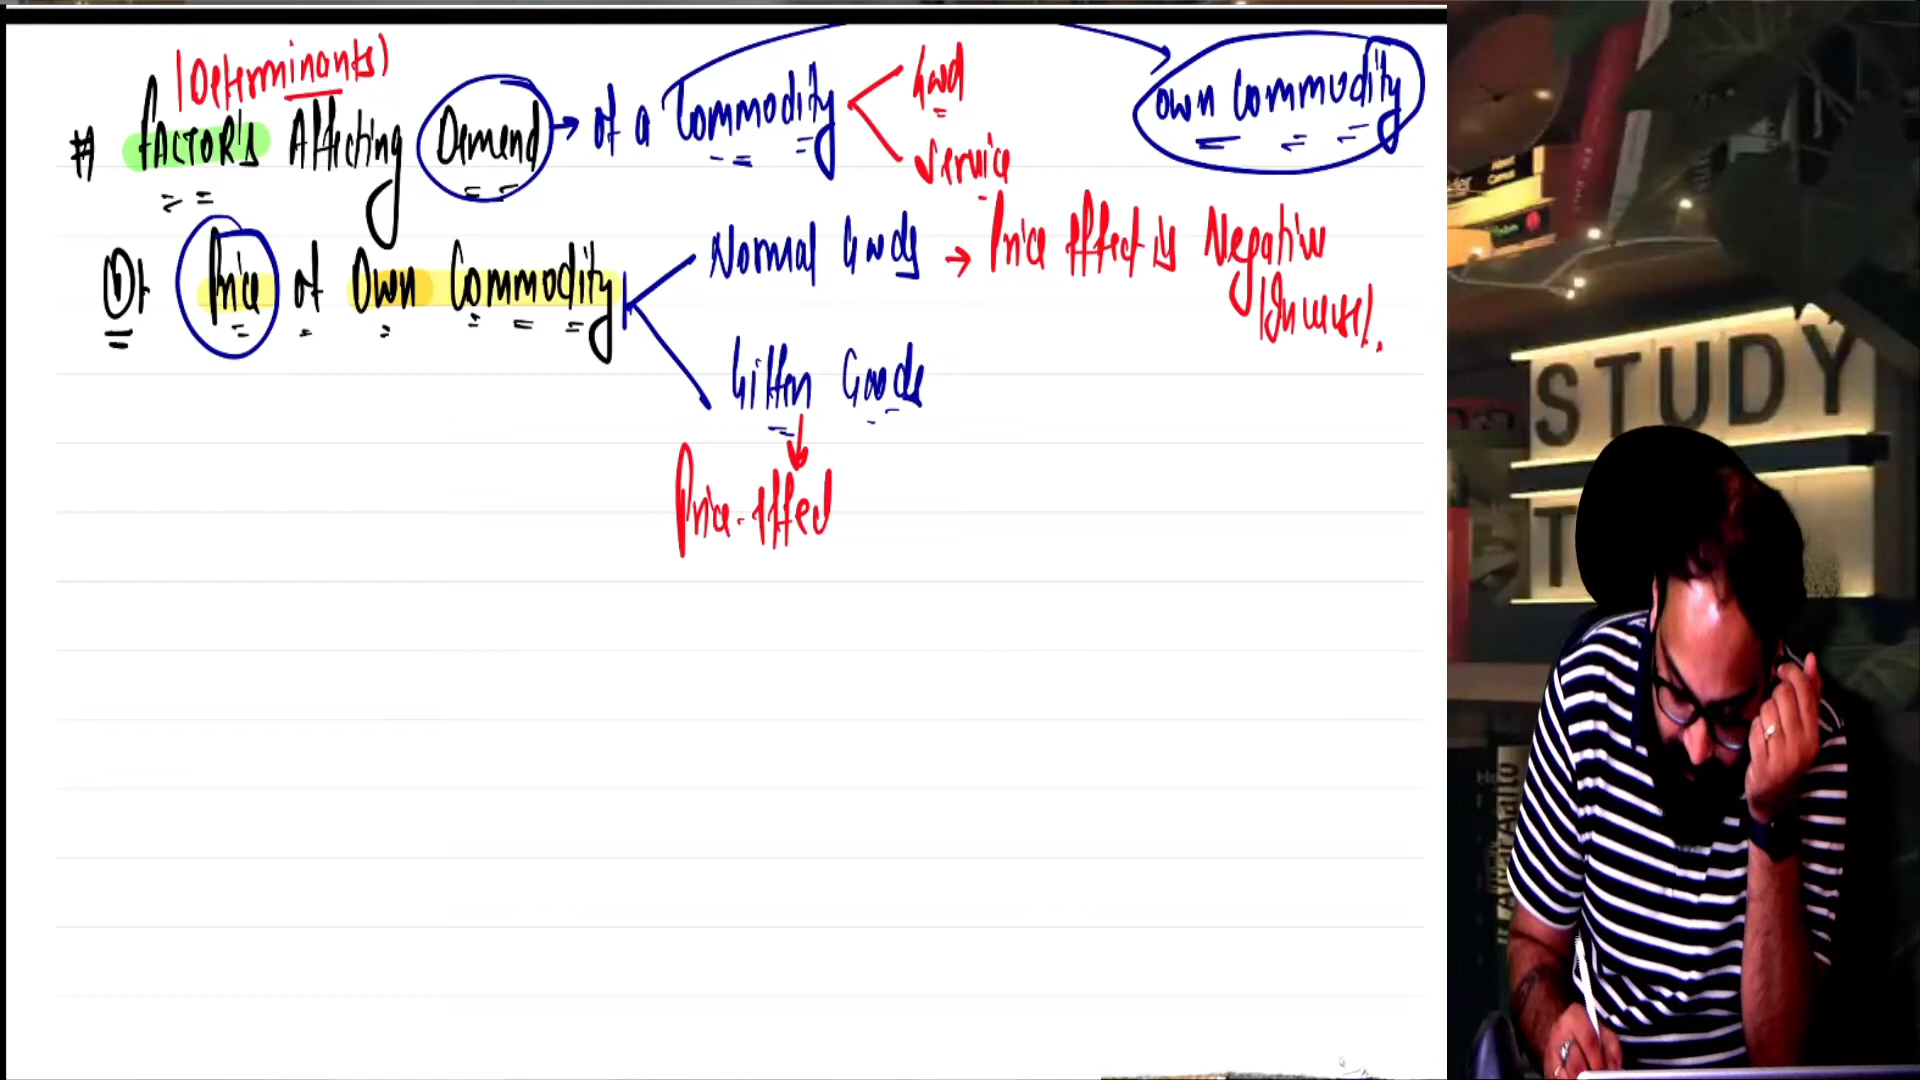 (Determinants)
# FACTOR'S Affecting Demand → of a Commodity
Good
Service
own Commodity
① Price of Own Commodity
Normal Goods → Price effect is Negative
(Inverse).
Giffen Goods
Price-effect
STUDY
T